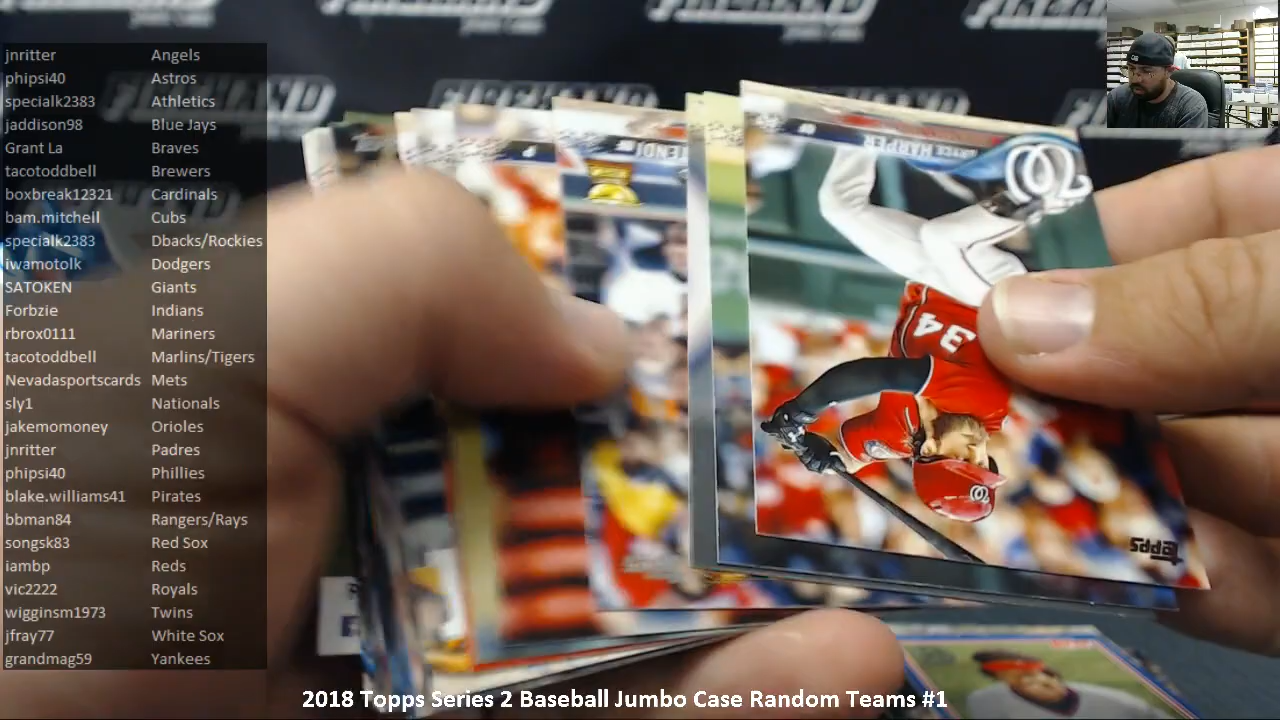 jnritter Angels
phipsi40 Astros
specialk2383 Athletics
jaddison98 Blue Jays
Grant La Braves
tacotoddbell Brewers
boxbreak12321 Cardinals
bam.mitchell Cubs
specialk2383 Dbacks/Rockies
iwamotolk Dodgers
SATOKEN Giants
Forbzie Indians
rbrox0111 Mariners
tacotoddbell Marlins/Tigers
Nevadasportscards Mets
sly1 Nationals
jakemomoney Orioles
jnritter Padres
phipsi40 Phillies
blake.williams41 Pirates
bbman84 Rangers/Rays
songsk83 Red Sox
iambp Reds
vic2222 Royals
wigginsm1973 Twins
jfray77 White Sox
grandmag59 Yankees
BRYCE HARPER
W
34
W
Topps
2018 Topps Series 2 Baseball Jumbo Case Random Teams #1